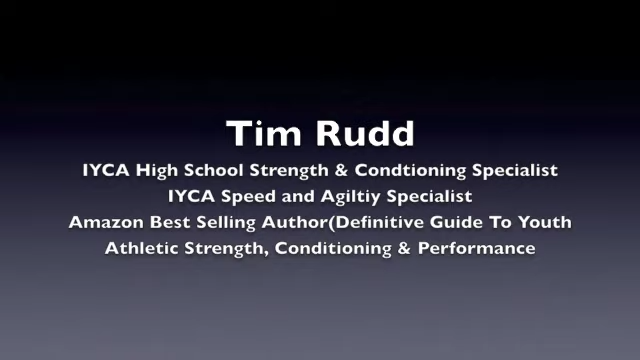 Tim Rudd
IYCA High School Strength & Condtioning Specialist
IYCA Speed and Agiltiy Specialist
Amazon Best Selling Author(Definitive Guide To Youth
Athletic Strength, Conditioning & Performance